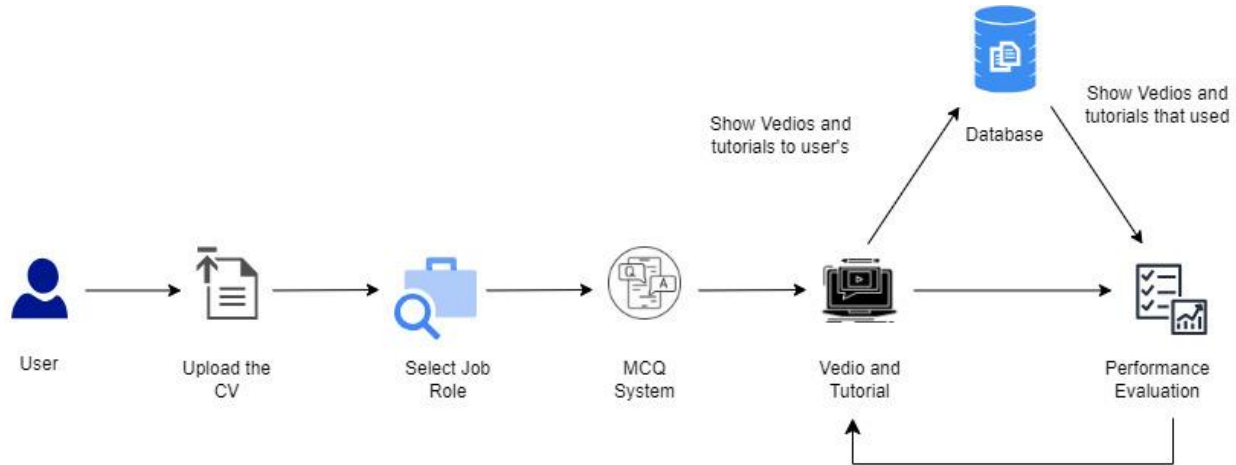 Show Vedios and
tutorials to user's
Database
Show Vedios and
tutorials that used
Q
A
User
Upload the
CV
Select Job
Role
MCQ
System
Vedio and
Tutorial
Performance
Evaluation